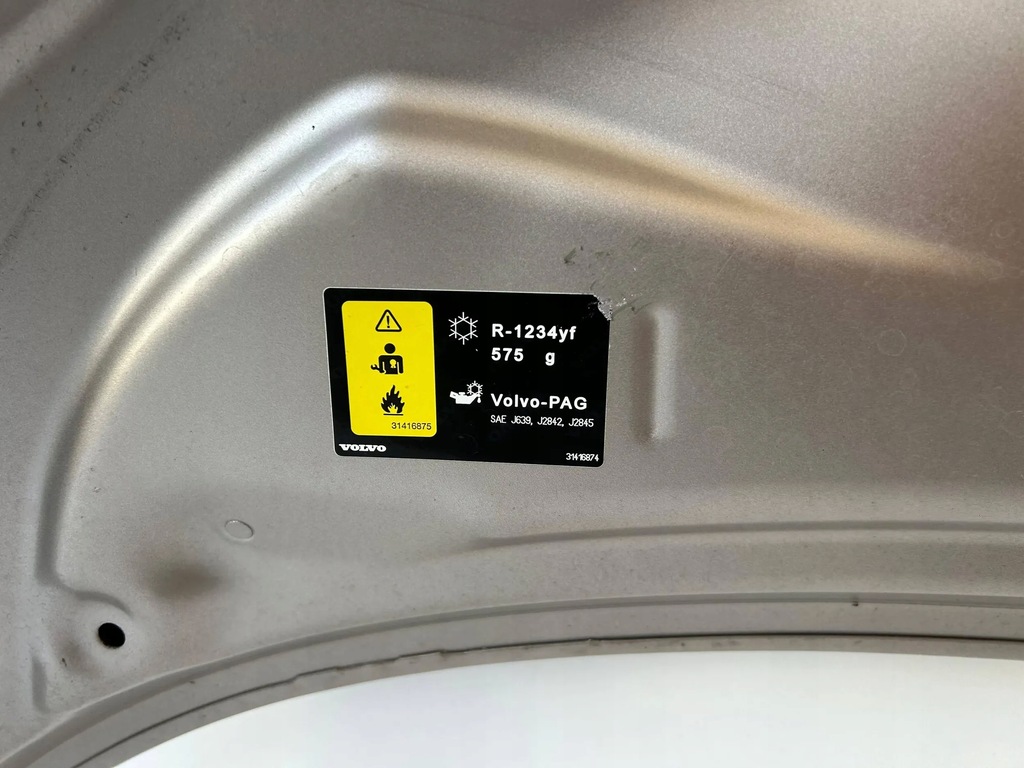 R-1234yf
575 g
Volvo-PAG
SAE J639, J2842, J2845
31416875
VOLVO
31416874